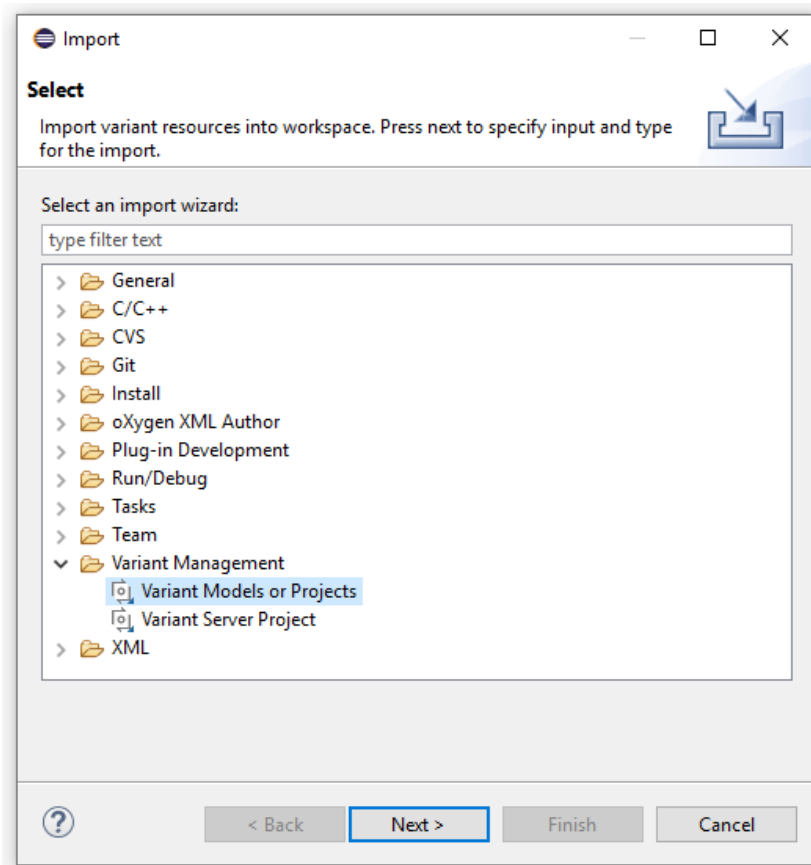 Import
Select
Import variant resources into workspace. Press next to specify input and type
for the import.
Select an import wizard:
type filter text
General
C/C++
CVS
Git
Install
oXygen XML Author
Plug-in Development
Run/Debug
Tasks
Team
Variant Management
Variant Models or Projects
Variant Server Project
XML
? < Back Next > Finish Cancel